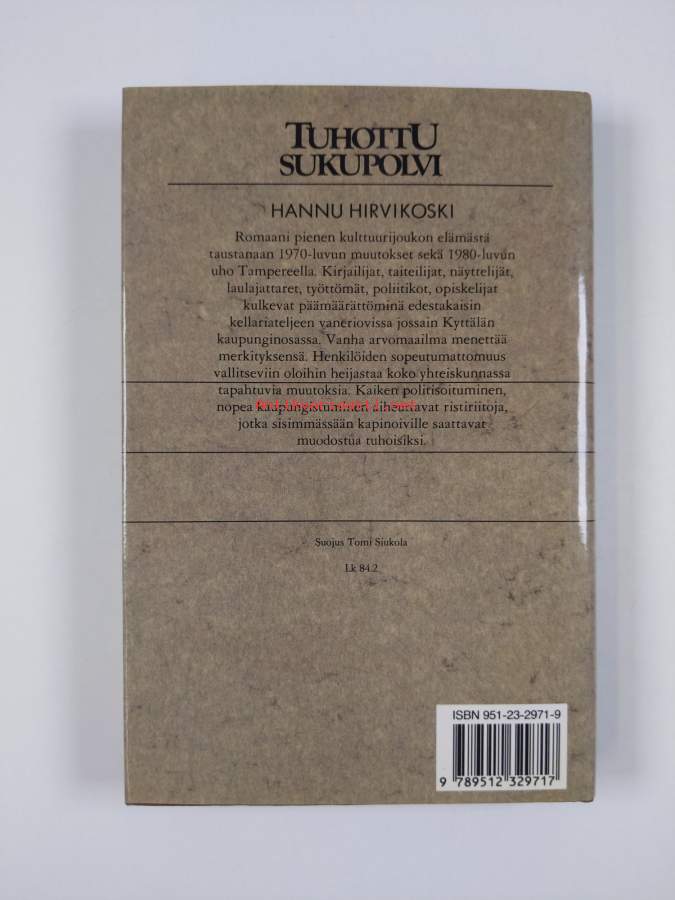 TUHOTTU
SUKUPOLVI
HANNU HIRVIKOSKI
Romaani pienen kulttuurijoukon elämästä
taustanaan 1970-luvun muutokset sekä 1980-luvun
uho Tampereella. Kirjailijat, taiteilijat, näyttelijät,
laulajattaret, työttömät, poliitikot, opiskelijat
kulkevat päämäärättöminä edestakaisin
kellariateljeen vaneriovissa jossain Kyttälän
kaupunginosassa. Vanha arvomaailma menettää
merkityksensä. Henkilöiden sopeutumattomuus
vallitseviin oloihin heijastaa koko yhteiskunnassa
tapahtuvia muutoksia. Kaiken politisoituminen,
nopea kaupungistuminen aiheuttavat ristiriitoja,
jotka sisimmässään kapinoiville saattavat
muodostua tuhoisiksi.
Suojus Tomi Siukola
Lk 84.2
ISBN 951-23-2971-9
9 789512 329717